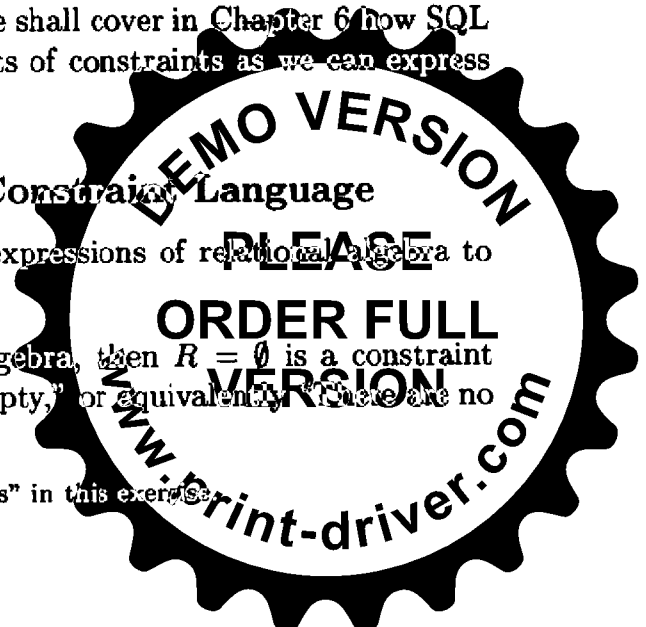 e shall cover in Chapter 6 how SQL
ts of constraints as we can express
Constraint Language
expressions of relational algebra to
gebra, then R = ∅ is a constraint
pty," or equivalently "There are no
s" in this exercise.
DEMO VERSION
PLEASE
ORDER FULL
VERSION
www.print-driver.com